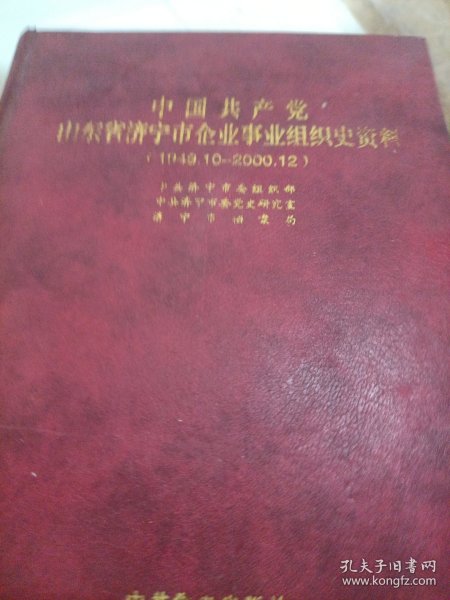 中国共产党
山东省济宁市企业事业组织史资料
(1949.10-2000.12)
中共济宁市委组织部
中共济宁市委党史研究室
济宁市档案局
孔夫子旧书网
www.kongfz.com